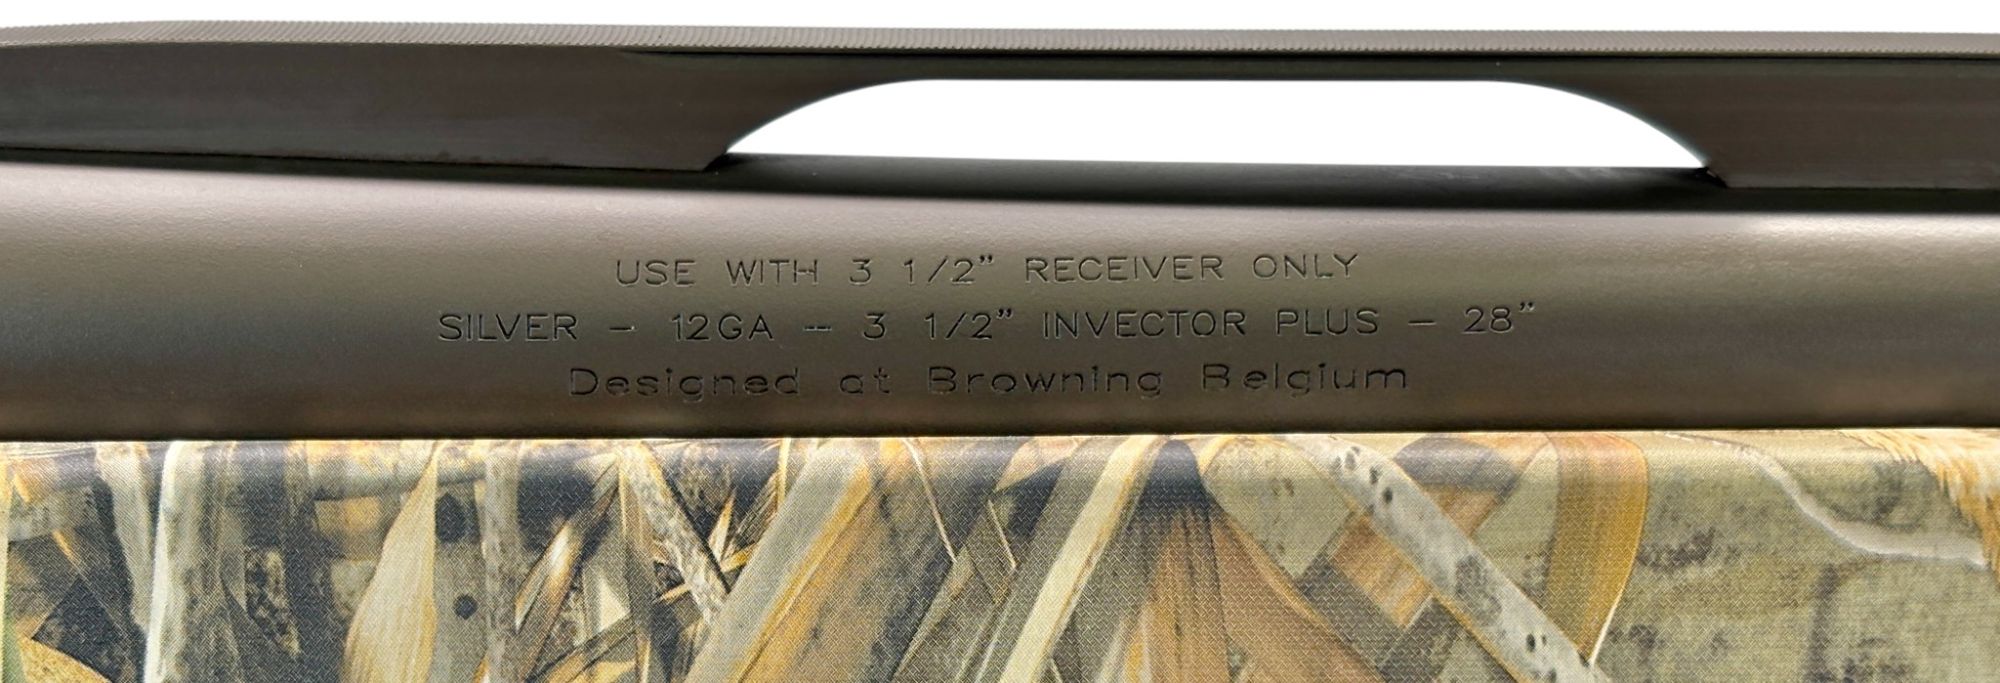 USE WITH 3 1/2” RECEIVER ONLY
SILVER - 12GA -- 3 1/2” INVECTOR PLUS - 28”
Designed at Browning Belgium